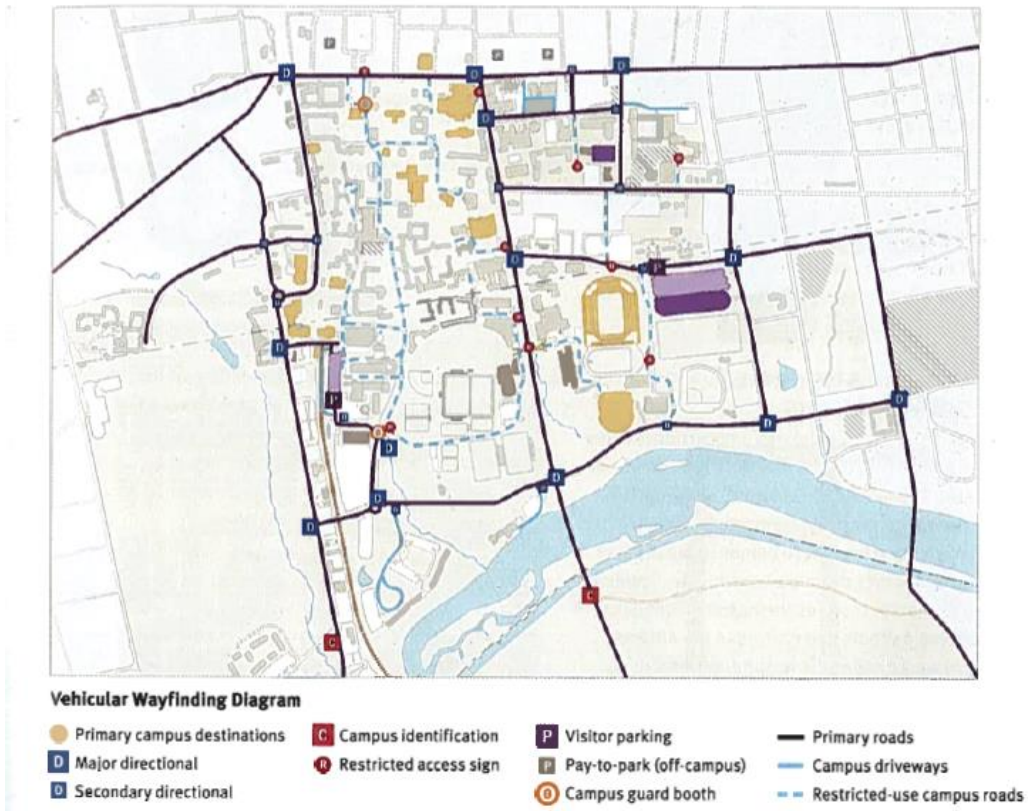 Vehicular Wayfinding Diagram
Primary campus destinations
D Major directional
D Secondary directional
C Campus identification
R Restricted access sign
P Visitor parking
P Pay-to-park (off-campus)
Campus guard booth
Primary roads
Campus driveways
Restricted-use campus roads